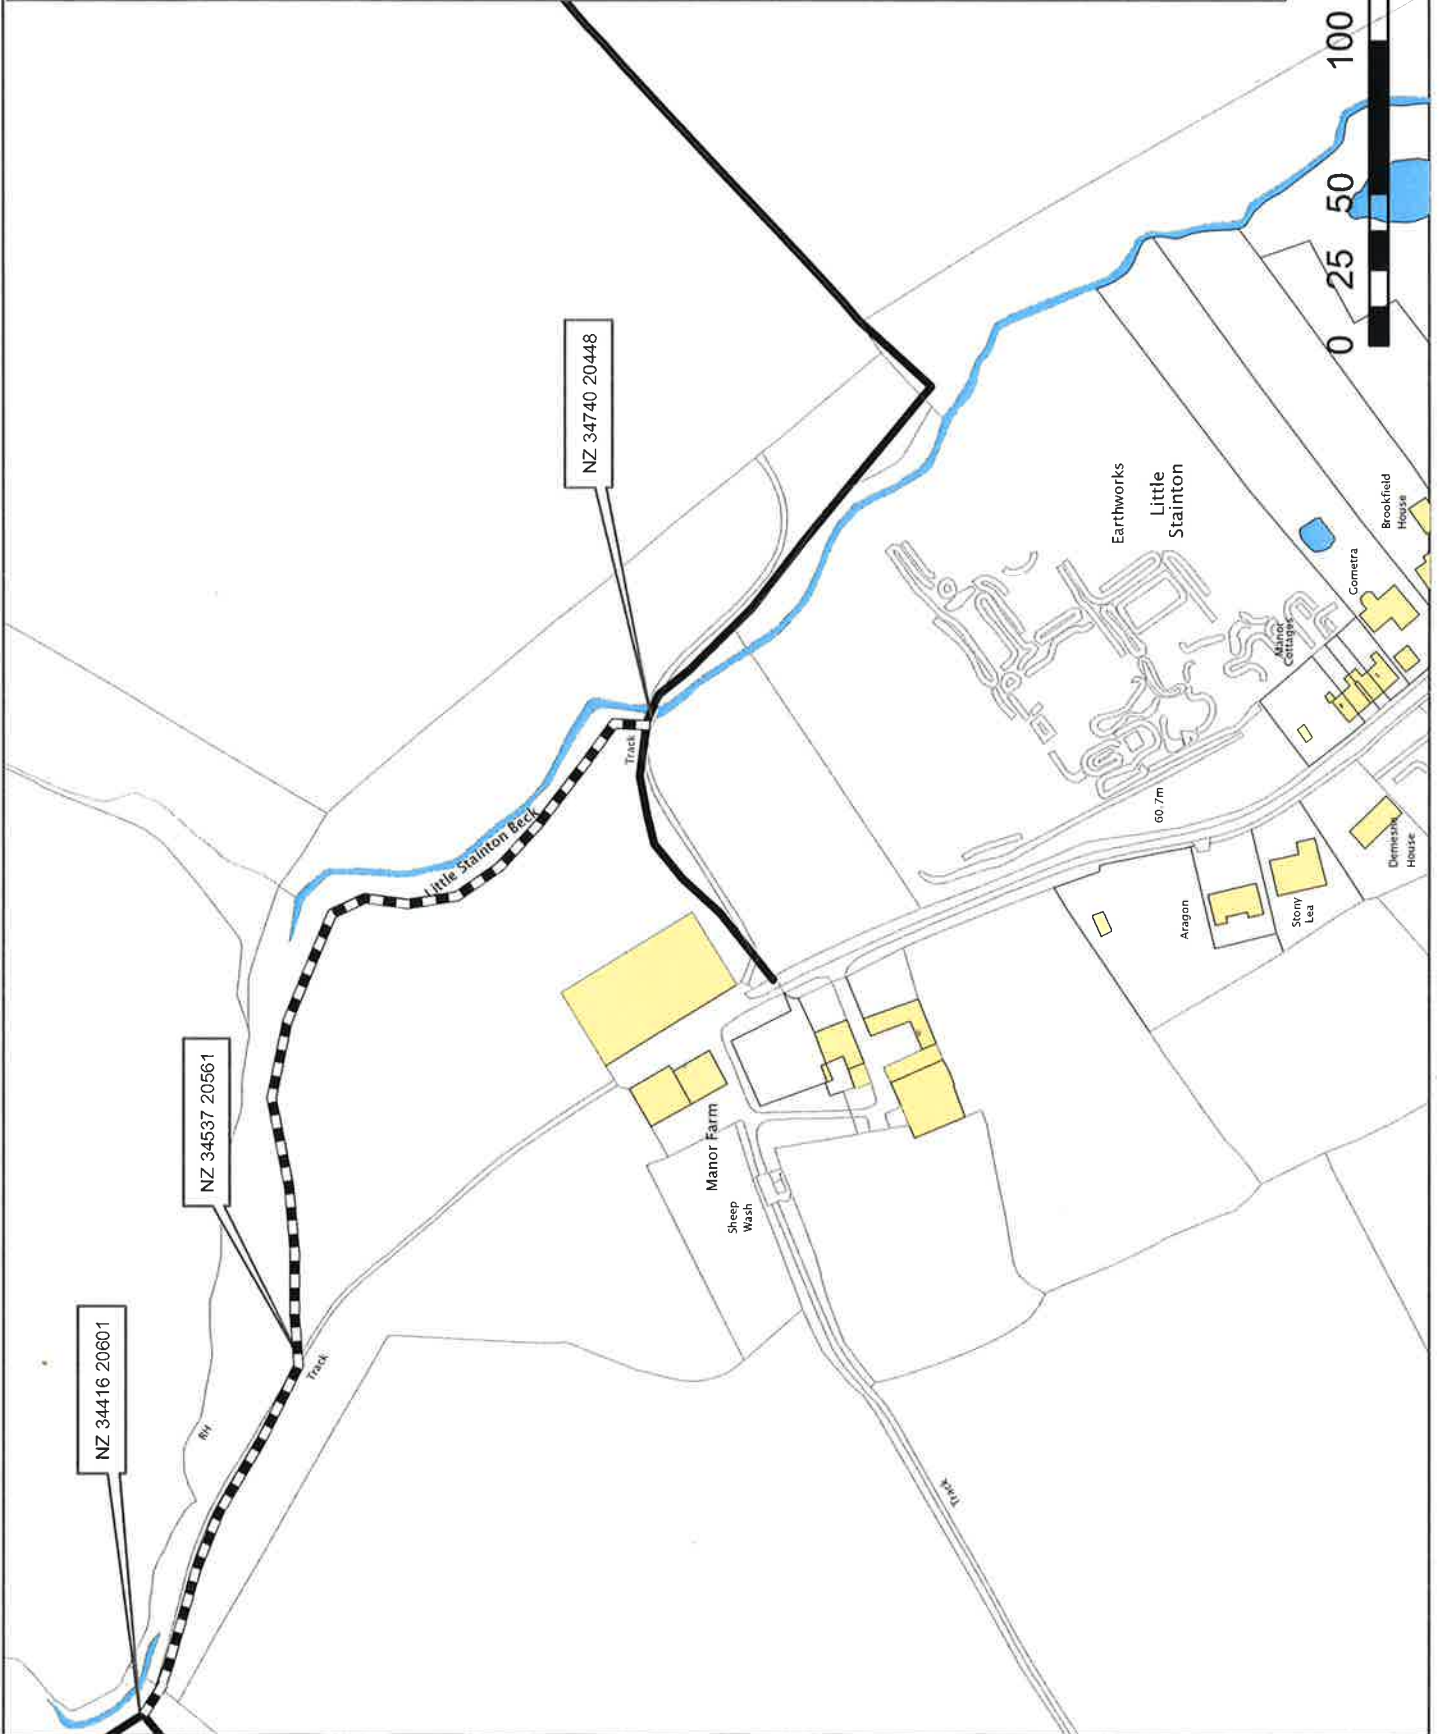 NZ 34416 20601
NZ 34537 20561
NZ 34740 20448
RH
Track
Little Stainton Beck
Track
Manor Farm
Sheep
Wash
Track
Earthworks
Little
Stainton
60.7m
Manor
Cottages
Gometra
Brookfield
House
Aragon
Stony
Lea
Demesne
House
0 25 50 100